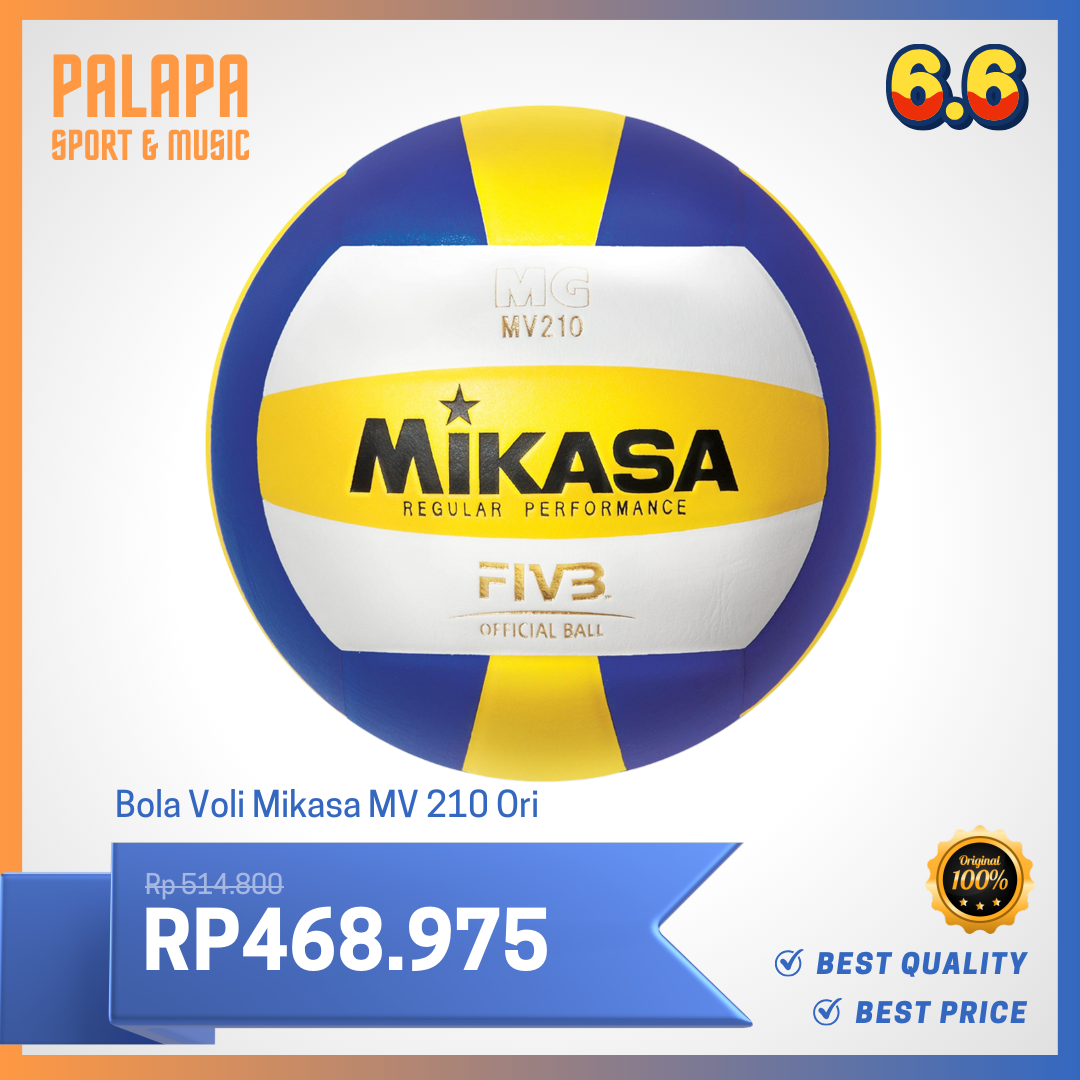 PALAPA
SPORT & MUSIC
6.6
MG
MV210
MIKASA
REGULAR PERFORMANCE
FIVB™
OFFICIAL BALL
Bola Voli Mikasa MV 210 Ori
Rp 514.800
RP468.975
Original
100%
BEST QUALITY
BEST PRICE